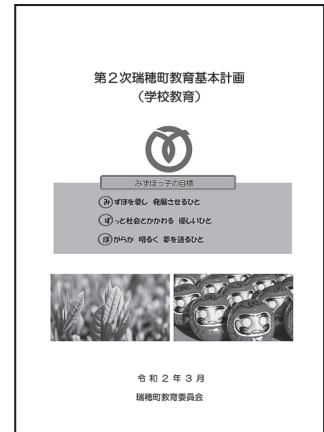 第2次瑞穂町教育基本計画
(学校教育)
みずほっ子の目標
みずほを愛し 発展させるひと
ずっと社会とかかわる 優しいひと
ほがらか 明るく 夢を語るひと
令和2年3月
瑞穂町教育委員会